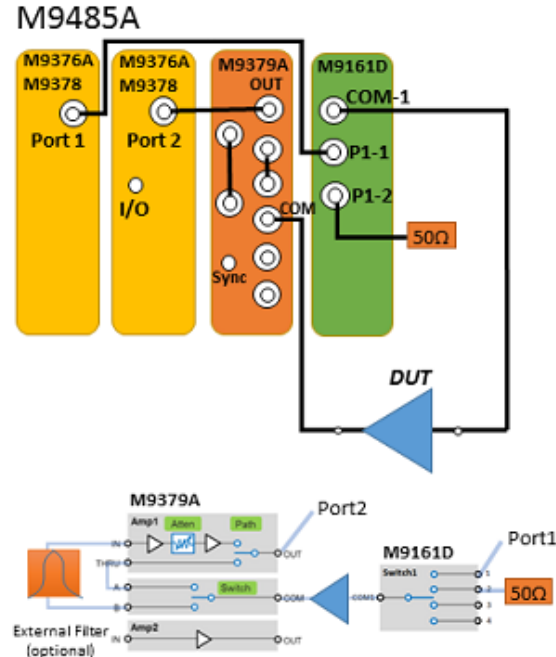 M9485A
M9376A
M9378
Port 1
M9376A
M9378
Port 2
I/O
M9379A
OUT
COM
Sync
M9161D
COM-1
P1-1
P1-2
50Ω
DUT
M9379A
Port2
Amp1
Atten
Path
IN
OUT
THRU
M9161D
Port1
Switch1
1
2
3
4
50Ω
A
Switch
B
COM
COM1
External Filter
(optional)
IN
Amp2
OUT